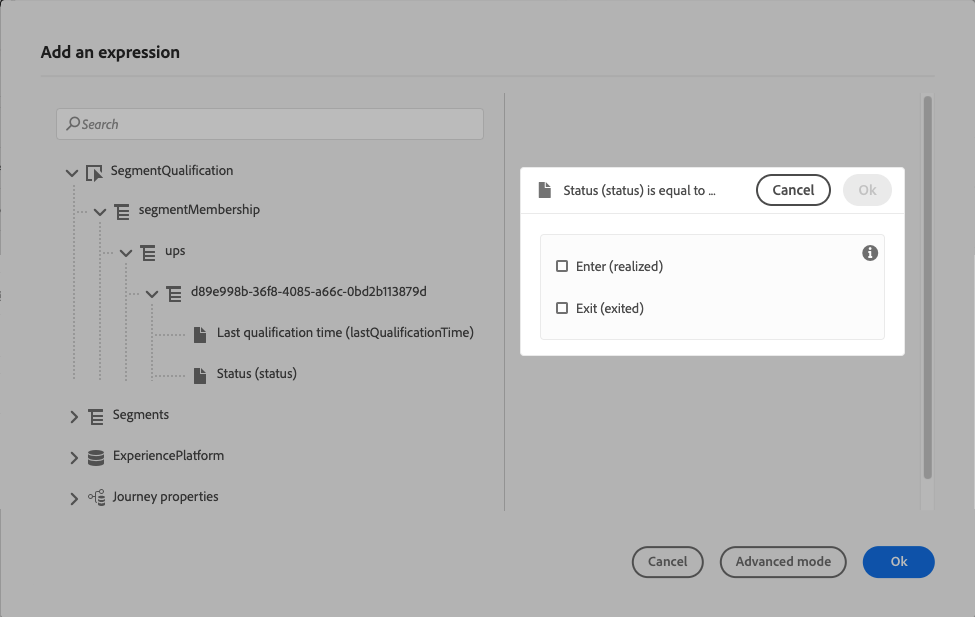 Add an expression
Search
SegmentQualification
segmentMembership
ups
d89e998b-36f8-4085-a66c-0bd2b113879d
Last qualification time (lastQualificationTime)
Status (status)
Segments
ExperiencePlatform
Journey properties
Status (status) is equal to ...
Cancel
Ok
Enter (realized)
Exit (exited)
Cancel
Advanced mode
Ok